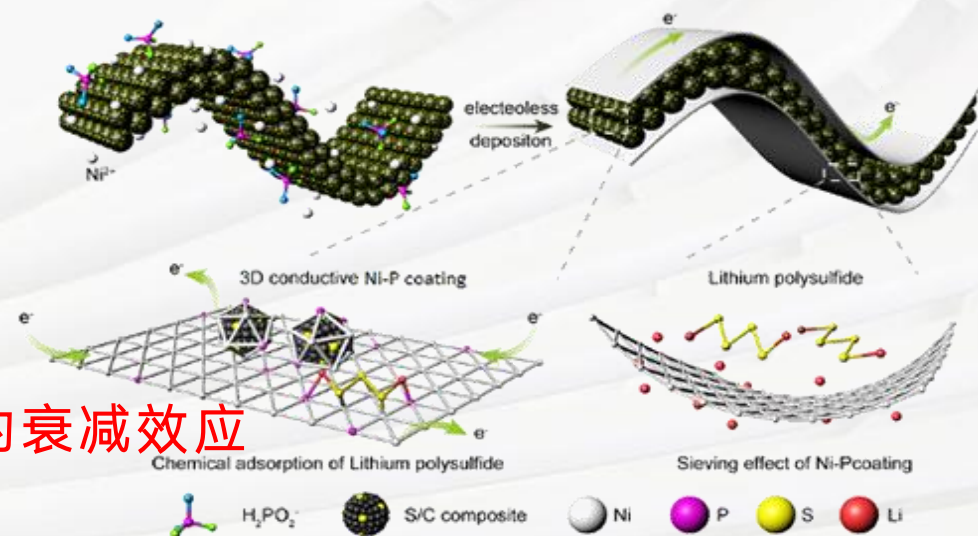 e⁻
e⁻
electeoless
depositon
Ni²⁺
e⁻
3D conductive Ni-P coating
Lithium polysulfide
e⁻
e⁻
e⁻
衰减效应
Chemical adsorption of Lithium polysulfide
Sieving effect of Ni-Pcoating
H₂PO₂⁻
S/C composite
Ni
P
S
Li